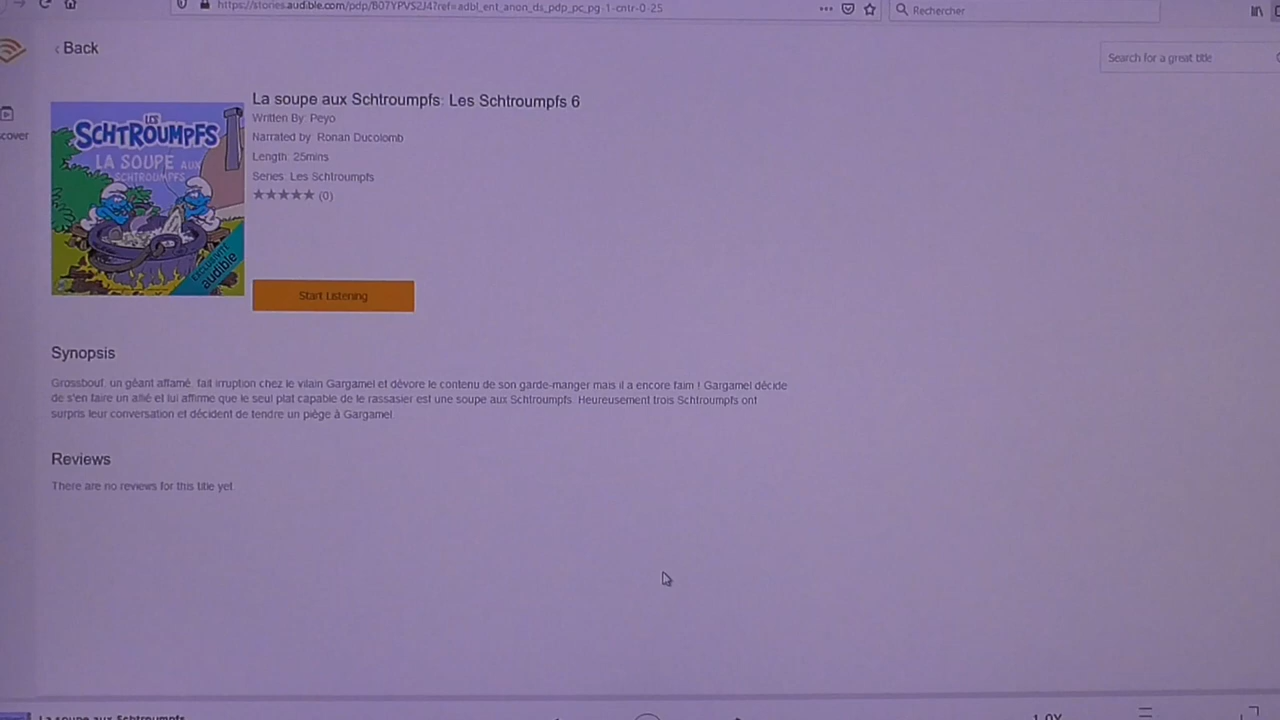 https://stories.audible.com/pdp/B07YPVS2J4?ref=adbl_ent_anon_ds_pdp_pc_pg-1-cntr-0-25
Rechercher
Back
Search for a great title
cover
La soupe aux Schtroumpfs: Les Schtroumpfs 6
Written By: Peyo
Narrated by: Ronan Ducolomb
Length: 25mins
Series: Les Schtroumpfs
(0)
LES
SCHTROUMPFS
LA SOUPE AUX
SCHTROUMPFS
EXCLUSIVITÉ
audible
Start Listening
Synopsis
Grossbouf, un géant affamé, fait irruption chez le vilain Gargamel et dévore le contenu de son garde-manger mais il a encore faim ! Gargamel décide
de s'en faire un allié et lui affirme que le seul plat capable de le rassasier est une soupe aux Schtroumpfs. Heureusement trois Schtroumpfs ont
surpris leur conversation et décident de tendre un piège à Gargamel.
Reviews
There are no reviews for this title yet.
La soupe aux Schtroumpfs
1.0X